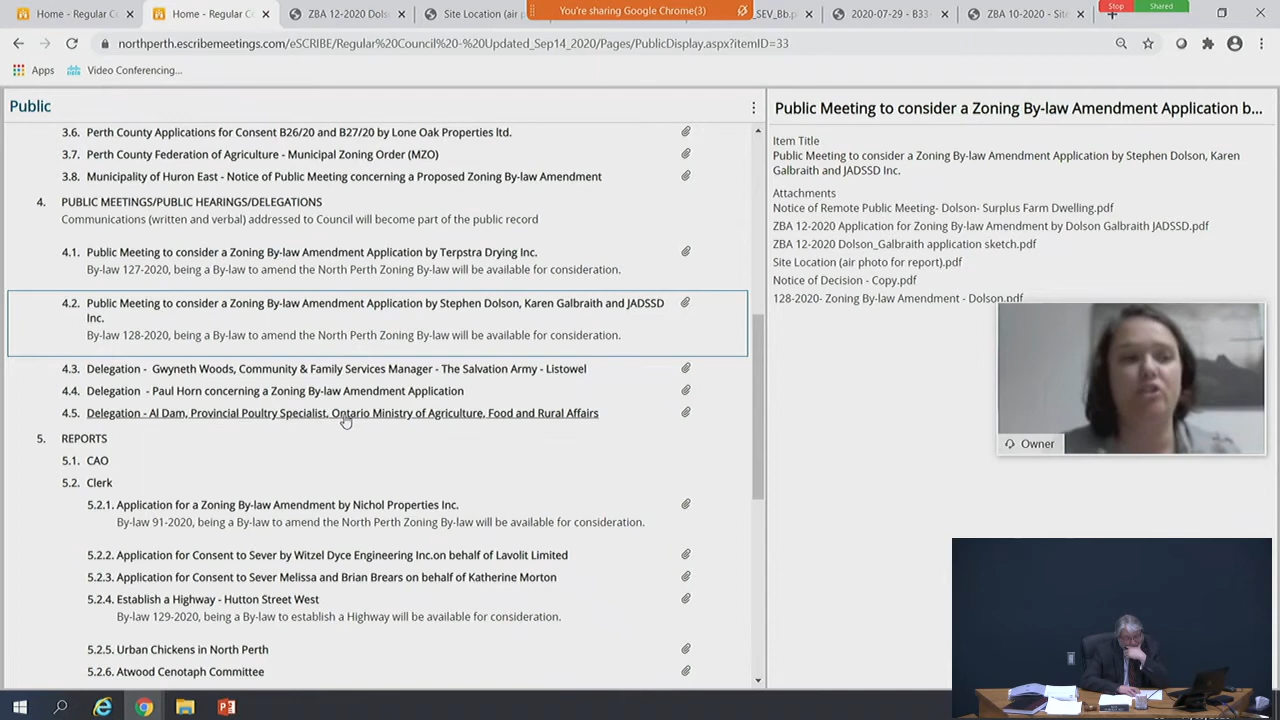 Home - Regular C
Home - Regular C
ZBA 12-2020 Dols
Site Location (air p
You're sharing Google Chrome(3)
_SEV_Bb.p
2020-07-29 - B33-
ZBA 10-2020 - Sit
Stop
Shared
northperth.escribemeetings.com/eSCRIBE/Regular%20Council%20-%20Updated_Sep14_2020/Pages/PublicDisplay.aspx?itemID=33
Apps
Video Conferencing...
Public
3.6. Perth County Applications for Consent B26/20 and B27/20 by Lone Oak Properties ltd.
3.7. Perth County Federation of Agriculture - Municipal Zoning Order (MZO)
3.8. Municipality of Huron East - Notice of Public Meeting concerning a Proposed Zoning By-law Amendment
4. PUBLIC MEETINGS/PUBLIC HEARINGS/DELEGATIONS
Communications (written and verbal) addressed to Council will become part of the public record
4.1. Public Meeting to consider a Zoning By-law Amendment Application by Terpstra Drying Inc.
By-law 127-2020, being a By-law to amend the North Perth Zoning By-law will be available for consideration.
4.2. Public Meeting to consider a Zoning By-law Amendment Application by Stephen Dolson, Karen Galbraith and JADSSD
Inc.
By-law 128-2020, being a By-law to amend the North Perth Zoning By-law will be available for consideration.
4.3. Delegation - Gwyneth Woods, Community & Family Services Manager - The Salvation Army - Listowel
4.4. Delegation - Paul Horn concerning a Zoning By-law Amendment Application
4.5. Delegation - Al Dam, Provincial Poultry Specialist, Ontario Ministry of Agriculture, Food and Rural Affairs
5. REPORTS
5.1. CAO
5.2. Clerk
5.2.1. Application for a Zoning By-law Amendment by Nichol Properties Inc.
By-law 91-2020, being a By-law to amend the North Perth Zoning By-law will be available for consideration.
5.2.2. Application for Consent to Sever by Witzel Dyce Engineering Inc.on behalf of Lavolit Limited
5.2.3. Application for Consent to Sever Melissa and Brian Brears on behalf of Katherine Morton
5.2.4. Establish a Highway - Hutton Street West
By-law 129-2020, being a By-law to establish a Highway will be available for consideration.
5.2.5. Urban Chickens in North Perth
5.2.6. Atwood Cenotaph Committee
Public Meeting to consider a Zoning By-law Amendment Application b...
Item Title
Public Meeting to consider a Zoning By-law Amendment Application by Stephen Dolson, Karen
Galbraith and JADSSD Inc.
Attachments
Notice of Remote Public Meeting- Dolson- Surplus Farm Dwelling.pdf
ZBA 12-2020 Application for Zoning By-law Amendment by Dolson Galbraith JADSSD.pdf
ZBA 12-2020 Dolson_Galbraith application sketch.pdf
Site Location (air photo for report).pdf
Notice of Decision - Copy.pdf
128-2020- Zoning By-law Amendment - Dolson.pdf
Owner